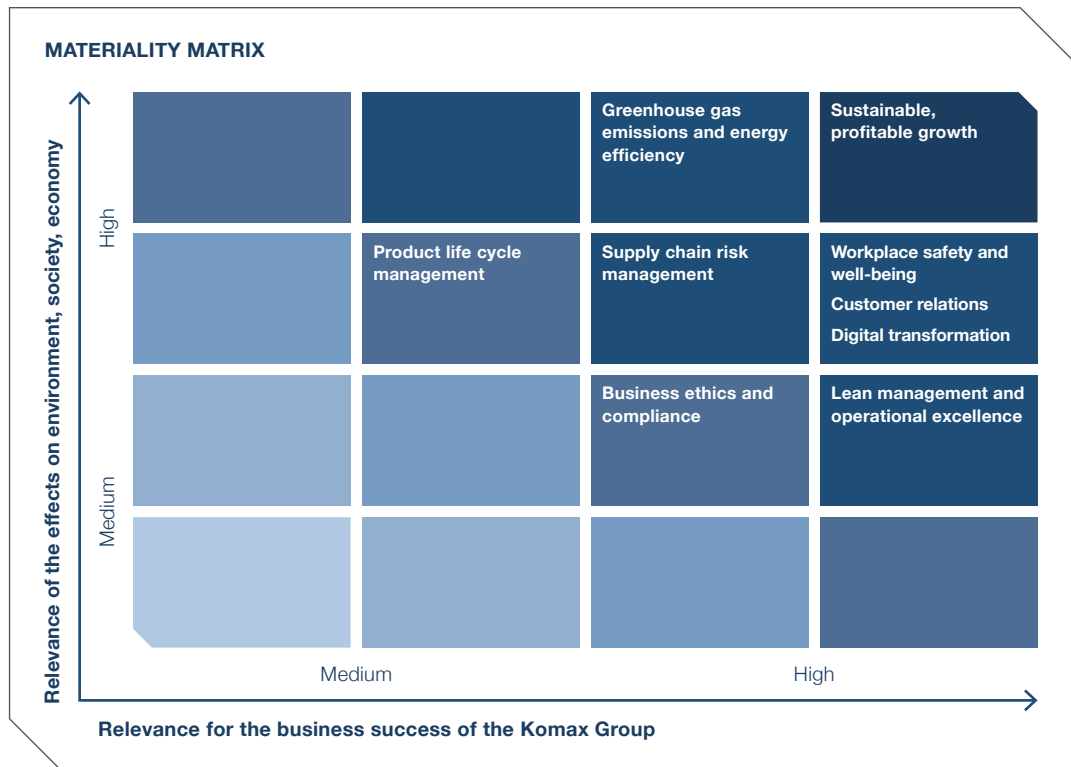 MATERIALITY MATRIX
Relevance of the effects on environment, society, economy
High
Medium
Greenhouse gas
emissions and energy
efficiency
Sustainable,
profitable growth
Product life cycle
management
Supply chain risk
management
Workplace safety and
well-being
Customer relations
Digital transformation
Business ethics and
compliance
Lean management and
operational excellence
Medium
High
Relevance for the business success of the Komax Group